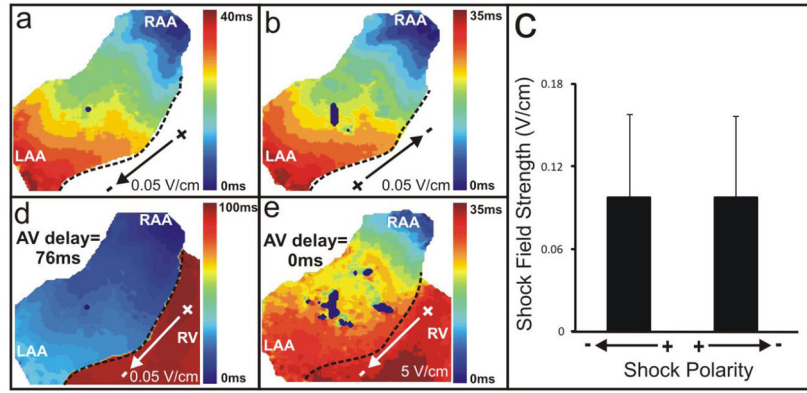 a
RAA
40ms
LAA
+
-
0.05 V/cm
0ms
b
RAA
35ms
LAA
-
+
0.05 V/cm
0ms
c
Shock Field Strength (V/cm)
0.18
0.12
0.06
0
- + + -
Shock Polarity
d
RAA
100ms
AV delay=
76ms
+
RV
LAA
-
0.05 V/cm
0ms
e
RAA
35ms
AV delay=
0ms
+
RV
LAA
-
5 V/cm
0ms